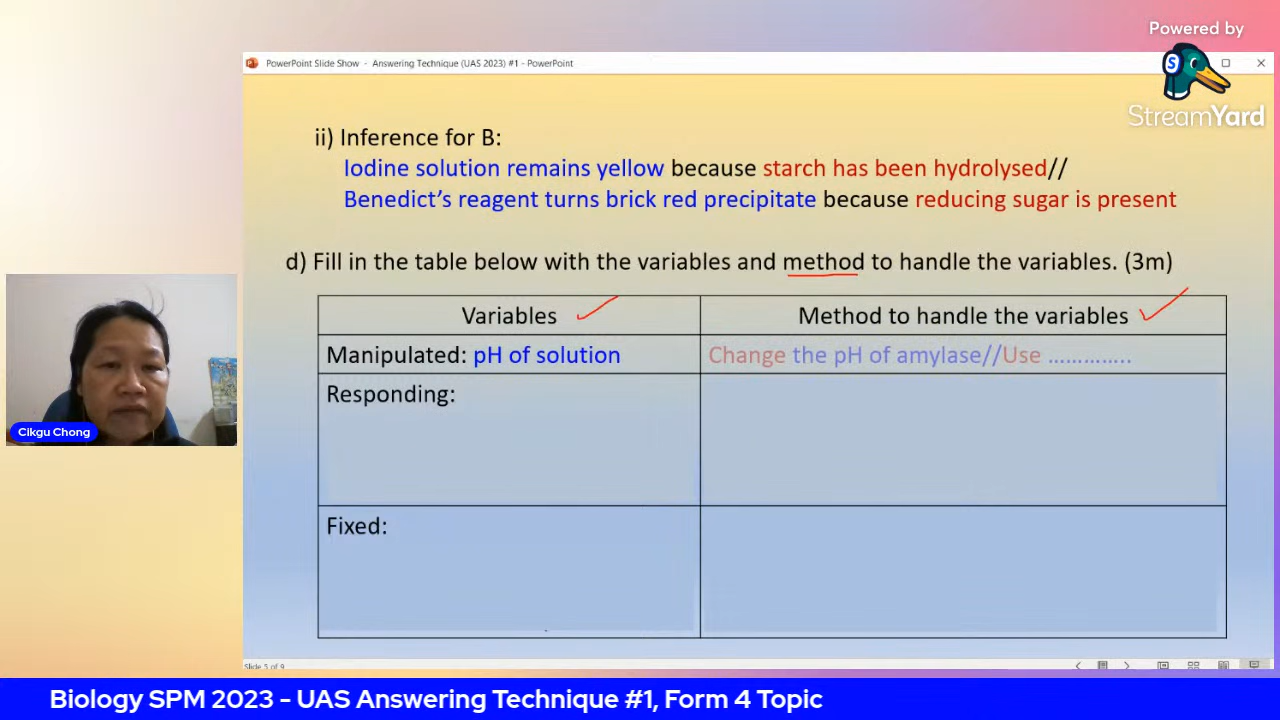 Powered by
StreamYard
PowerPoint Slide Show - Answering Technique (UAS 2023) #1 - PowerPoint
ii) Inference for B:
Iodine solution remains yellow because starch has been hydrolysed//
Benedict’s reagent turns brick red precipitate because reducing sugar is present
d) Fill in the table below with the variables and method to handle the variables. (3m)
Variables
Method to handle the variables
Manipulated: pH of solution
Change the pH of amylase//Use …………..
Responding:
Fixed:
Cikgu Chong
Slide 5 of 9
Biology SPM 2023 - UAS Answering Technique #1, Form 4 Topic